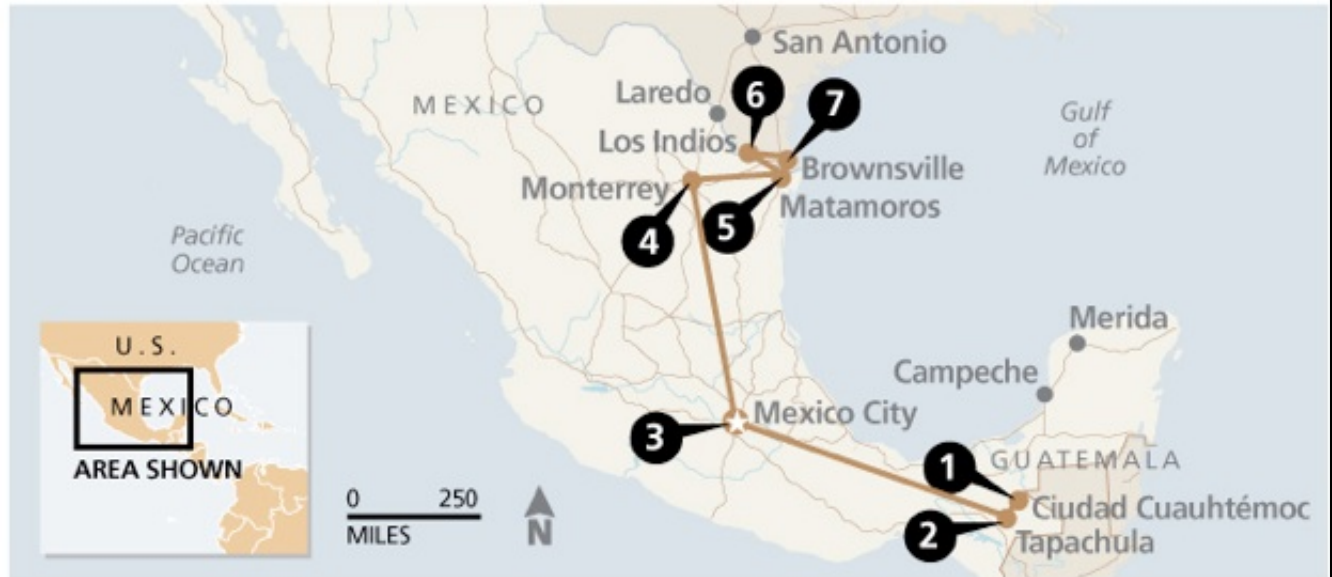 San Antonio
Laredo
6
7
MEXICO
Gulf
of
Mexico
Los Indios
Brownsville
Monterrey
Matamoros
4
5
Pacific
Ocean
Merida
U.S.
Campeche
MEXICO
Mexico City
3
1
GUATEMALA
AREA SHOWN
0 250
MILES
N
Ciudad Cuauhtémoc
2
Tapachula